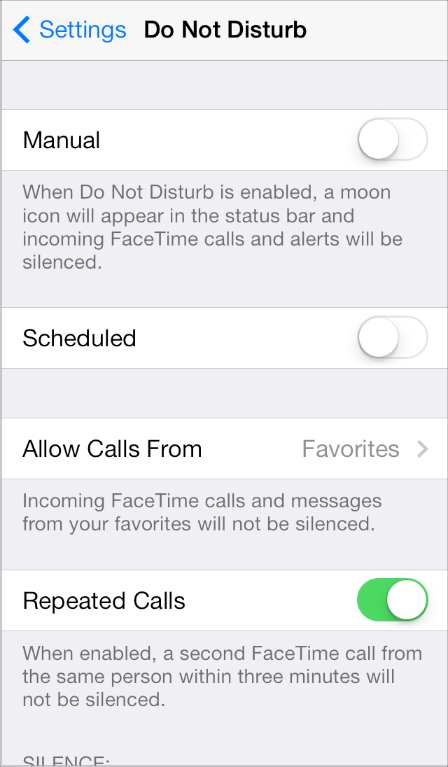 Settings Do Not Disturb
Manual
When Do Not Disturb is enabled, a moon
icon will appear in the status bar and
incoming FaceTime calls and alerts will be
silenced.
Scheduled
Allow Calls From Favorites
Incoming FaceTime calls and messages
from your favorites will not be silenced.
Repeated Calls
When enabled, a second FaceTime call from
the same person within three minutes will
not be silenced.
SILENCE: